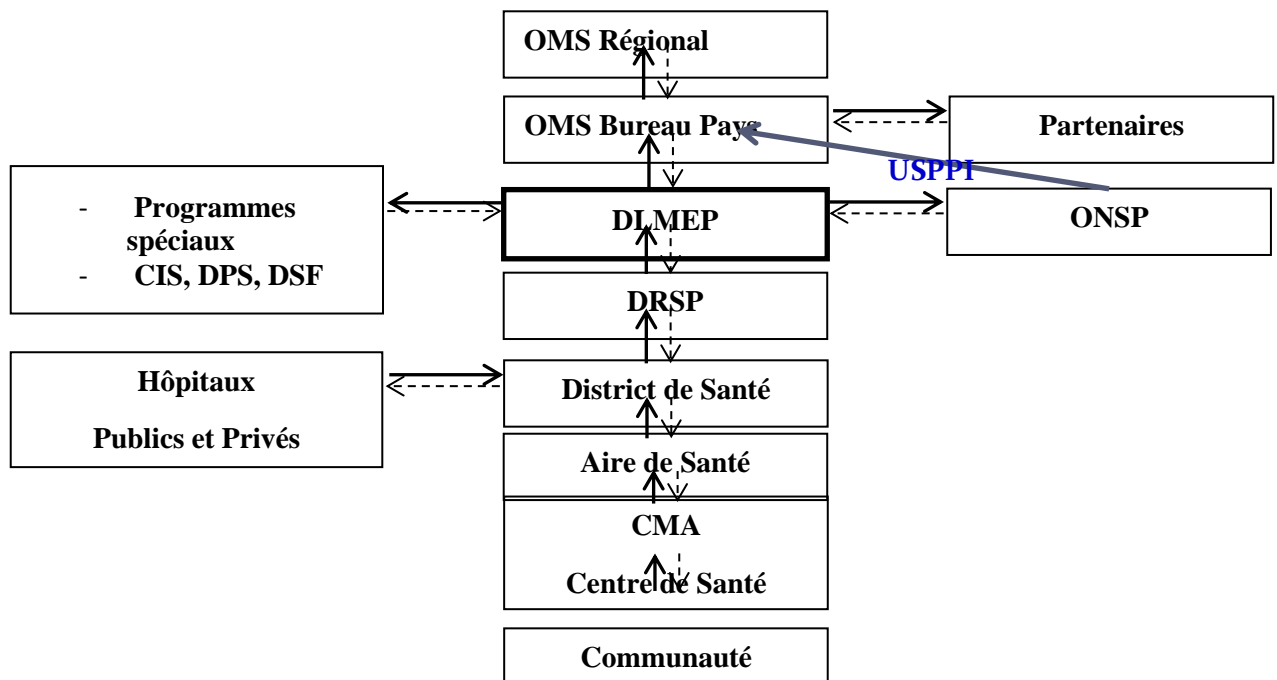 OMS Régional
OMS Bureau Pays
Partenaires
USPPI
- Programmes
spéciaux
- CIS, DPS, DSF
DLMEP
ONSP
DRSP
Hôpitaux
Publics et Privés
District de Santé
Aire de Santé
CMA
Centre de Santé
Communauté